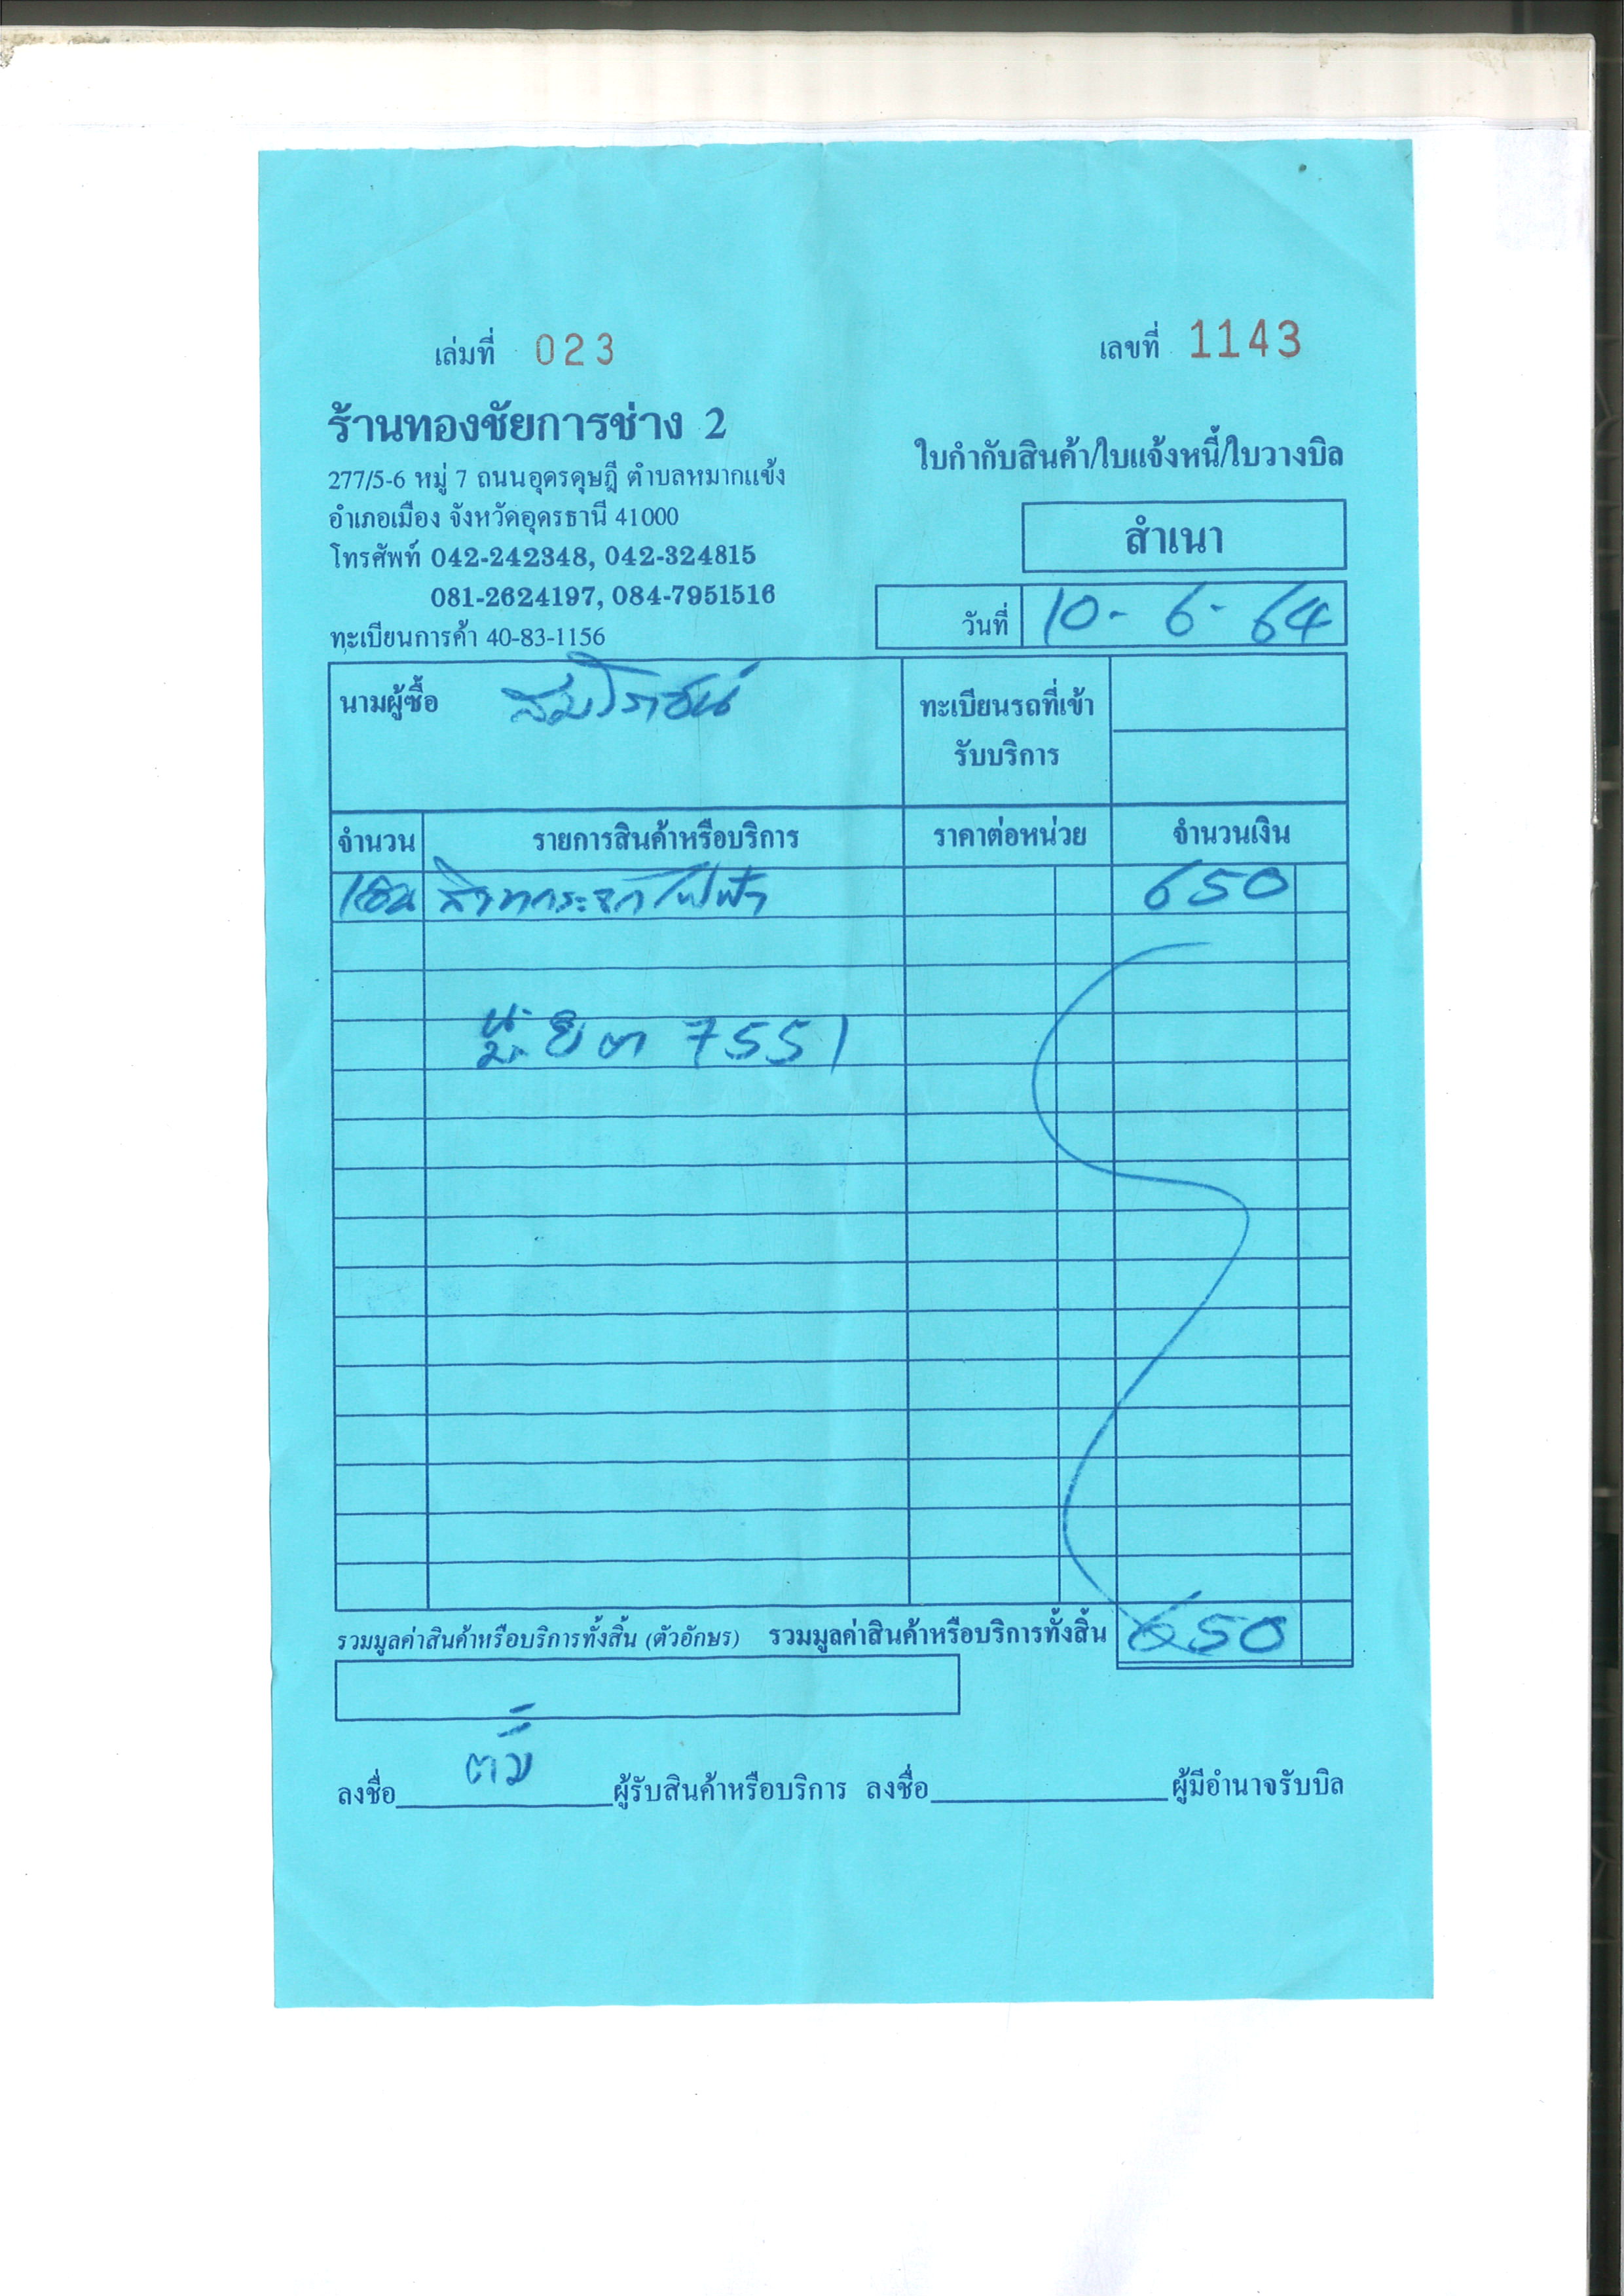 เล่มที่ 023
เลขที่ 1143
ร้านทองชัยการช่าง 2
277/5-6 หมู่ 7 ถนนอุดรดุษฎี ตำบลหมากแข้ง
อำเภอเมือง จังหวัดอุดรธานี 41000
โทรศัพท์ 042-242348, 042-324815
081-2624197, 084-7951516
ทะเบียนการค้า 40-83-1156
ใบกำกับสินค้า/ใบแจ้งหนี้/ใบวางบิล
สำเนา
วันที่ 10-6-64
นามผู้ซื้อ
ทะเบียนรถที่เข้า
รับบริการ
จำนวน รายการสินค้าหรือบริการ ราคาต่อหน่วย จำนวนเงิน
กระจกไฟฟ้า 650
7551
รวมมูลค่าสินค้าหรือบริการทั้งสิ้น (ตัวอักษร) รวมมูลค่าสินค้าหรือบริการทั้งสิ้น 650
ลงชื่อ ผู้รับสินค้าหรือบริการ ลงชื่อ ผู้มีอำนาจรับบิล